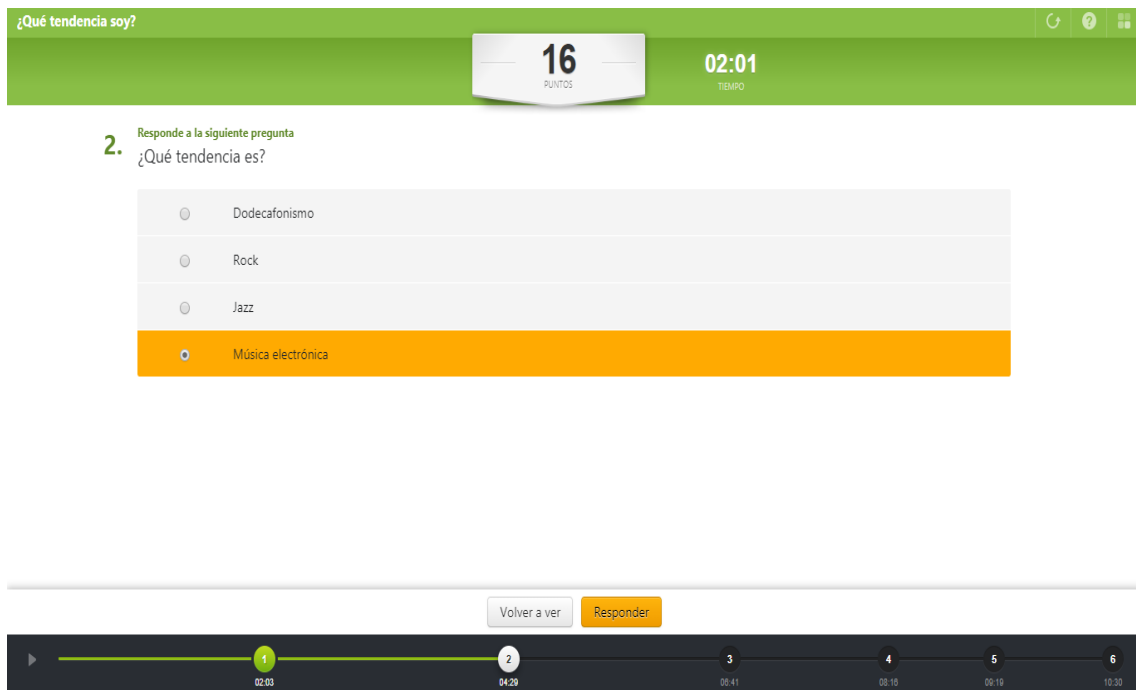 ¿Qué tendencia soy?
16
PUNTOS
02:01
TIEMPO
2. Responde a la siguiente pregunta
¿Qué tendencia es?
Dodecafonismo
Rock
Jazz
Música electrónica
Volver a ver Responder
1 2 3 4 5 6
02:03 04:29 06:41 08:16 09:19 10:30